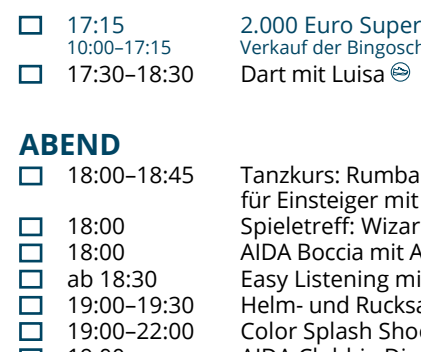 17:15 2.000 Euro Super
10:00–17:15 Verkauf der Bingosch
17:30–18:30 Dart mit Luisa
ABEND
18:00–18:45 Tanzkurs: Rumba
für Einsteiger mit
18:00 Spieletreff: Wizar
18:00 AIDA Boccia mit A
ab 18:30 Easy Listening mi
19:00–19:30 Helm- und Rucksa
19:00–22:00 Color Splash Shoo